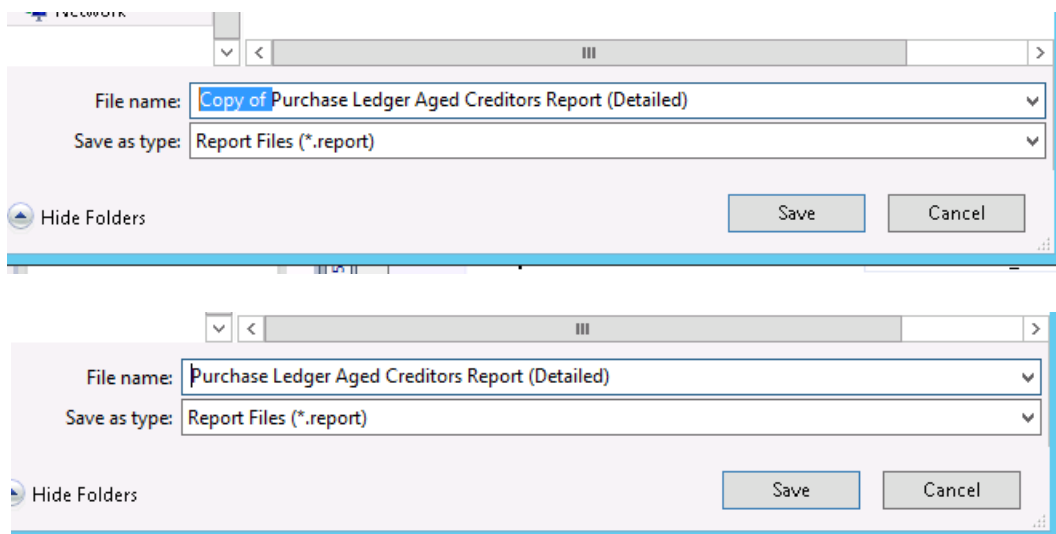 Network
File name: Copy of Purchase Ledger Aged Creditors Report (Detailed)
Save as type: Report Files (*.report)
Hide Folders Save Cancel
File name: Purchase Ledger Aged Creditors Report (Detailed)
Save as type: Report Files (*.report)
Hide Folders Save Cancel